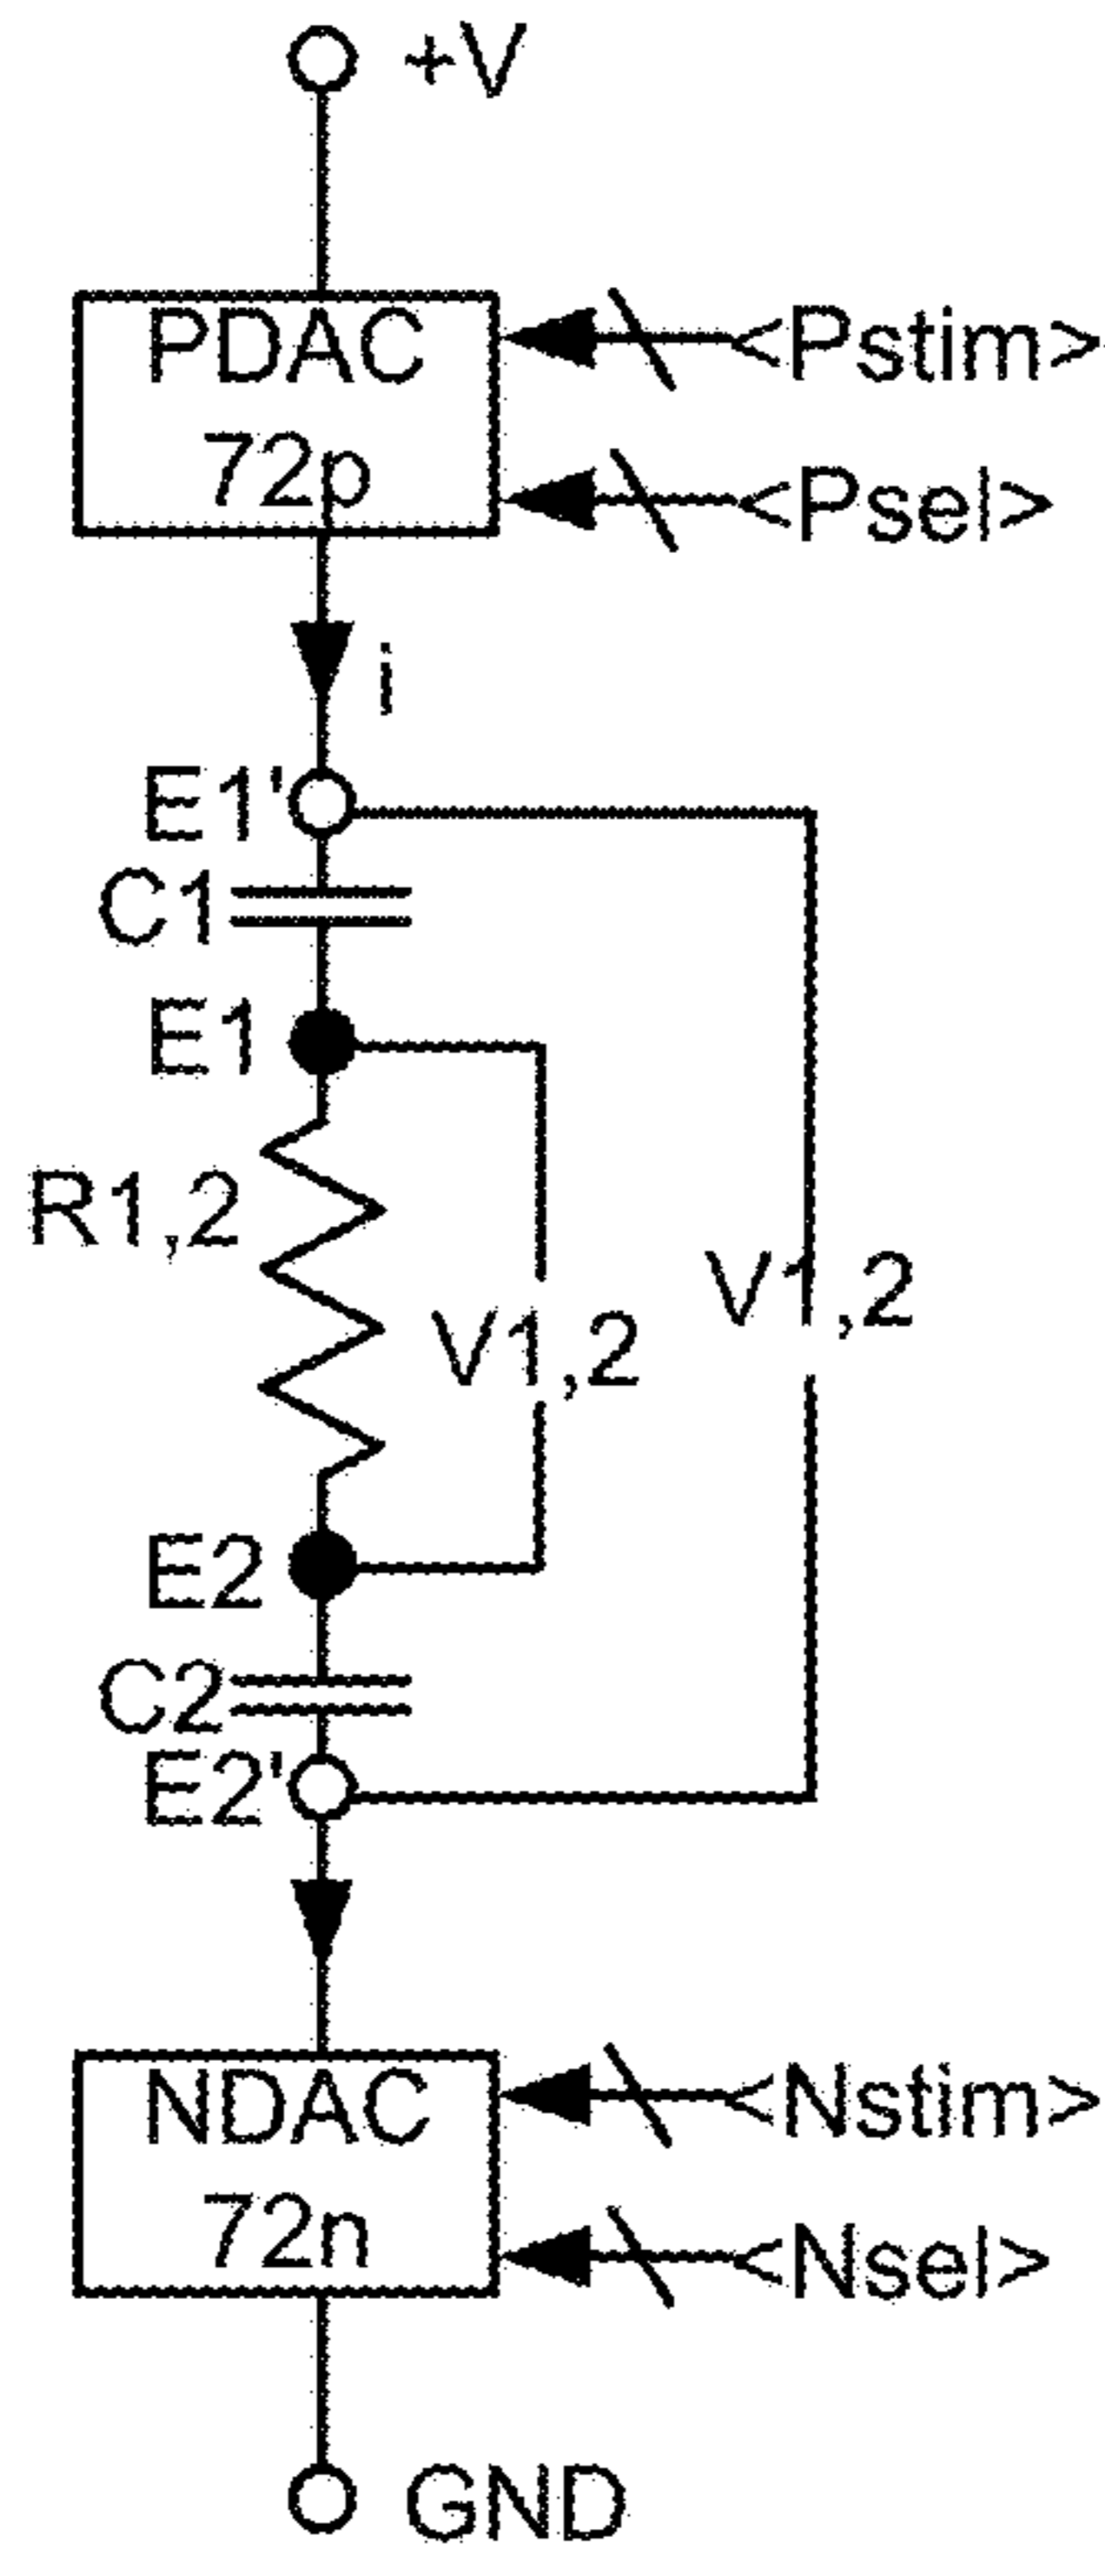 +V
PDAC
72p
<Pstim>
<Psel>
i
E1'
C1
E1
R1,2
V1,2
V1,2
E2
C2
E2'
NDAC
72n
<Nstim>
<Nsel>
GND